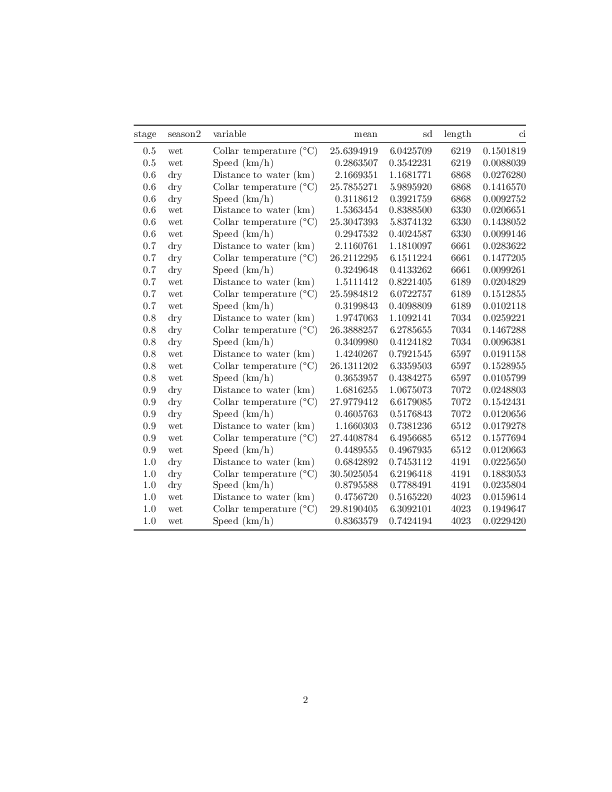 stage season2 variable mean sd length ci
0.5 wet Collar temperature (°C) 25.6394919 6.0425709 6219 0.1501819
0.5 wet Speed (km/h) 0.2863507 0.3542231 6219 0.0088039
0.6 dry Distance to water (km) 2.1669351 1.1681771 6868 0.0276280
0.6 dry Collar temperature (°C) 25.7855271 5.9895920 6868 0.1416570
0.6 dry Speed (km/h) 0.3118612 0.3921759 6868 0.0092752
0.6 wet Distance to water (km) 1.5363454 0.8388500 6330 0.0206651
0.6 wet Collar temperature (°C) 25.3047393 5.8374132 6330 0.1438052
0.6 wet Speed (km/h) 0.2947532 0.4024587 6330 0.0099146
0.7 dry Distance to water (km) 2.1160761 1.1810097 6661 0.0283622
0.7 dry Collar temperature (°C) 26.2112295 6.1511224 6661 0.1477205
0.7 dry Speed (km/h) 0.3249648 0.4133262 6661 0.0099261
0.7 wet Distance to water (km) 1.5111412 0.8221405 6189 0.0204829
0.7 wet Collar temperature (°C) 25.5984812 6.0722757 6189 0.1512855
0.7 wet Speed (km/h) 0.3199843 0.4098809 6189 0.0102118
0.8 dry Distance to water (km) 1.9747063 1.1092141 7034 0.0259221
0.8 dry Collar temperature (°C) 26.3888257 6.2785655 7034 0.1467288
0.8 dry Speed (km/h) 0.3409980 0.4124182 7034 0.0096381
0.8 wet Distance to water (km) 1.4240267 0.7921545 6597 0.0191158
0.8 wet Collar temperature (°C) 26.1311202 6.3359503 6597 0.1528955
0.8 wet Speed (km/h) 0.3653957 0.4384275 6597 0.0105799
0.9 dry Distance to water (km) 1.6816255 1.0675073 7072 0.0248803
0.9 dry Collar temperature (°C) 27.9779412 6.6179085 7072 0.1542431
0.9 dry Speed (km/h) 0.4605763 0.5176843 7072 0.0120656
0.9 wet Distance to water (km) 1.1660303 0.7381236 6512 0.0179278
0.9 wet Collar temperature (°C) 27.4408784 6.4956685 6512 0.1577694
0.9 wet Speed (km/h) 0.4489555 0.4967935 6512 0.0120663
1.0 dry Distance to water (km) 0.6842892 0.7453112 4191 0.0225650
1.0 dry Collar temperature (°C) 30.5025054 6.2196418 4191 0.1883053
1.0 dry Speed (km/h) 0.8795588 0.7788491 4191 0.0235804
1.0 wet Distance to water (km) 0.4756720 0.5165220 4023 0.0159614
1.0 wet Collar temperature (°C) 29.8190405 6.3092101 4023 0.1949647
1.0 wet Speed (km/h) 0.8363579 0.7424194 4023 0.0229420
2